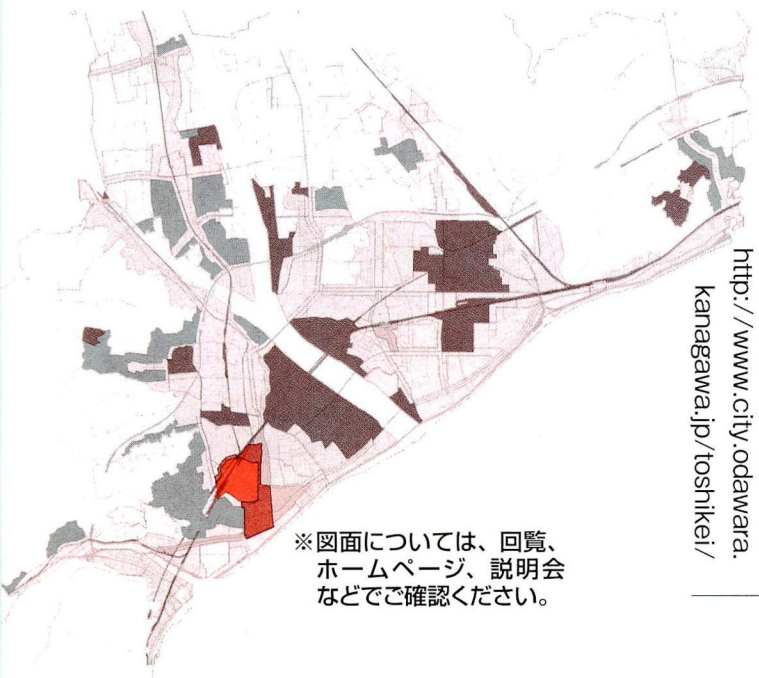 http://www.city.odawara.
kanagawa.jp/toshikei/
※図面については、回覧、
ホームページ、説明会
などでご確認ください。